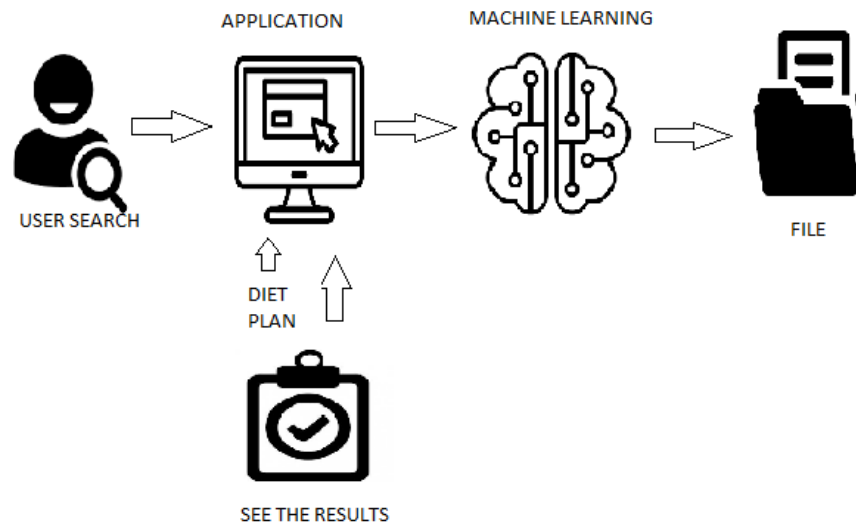 APPLICATION
MACHINE LEARNING
USER SEARCH
FILE
DIET
PLAN
SEE THE RESULTS